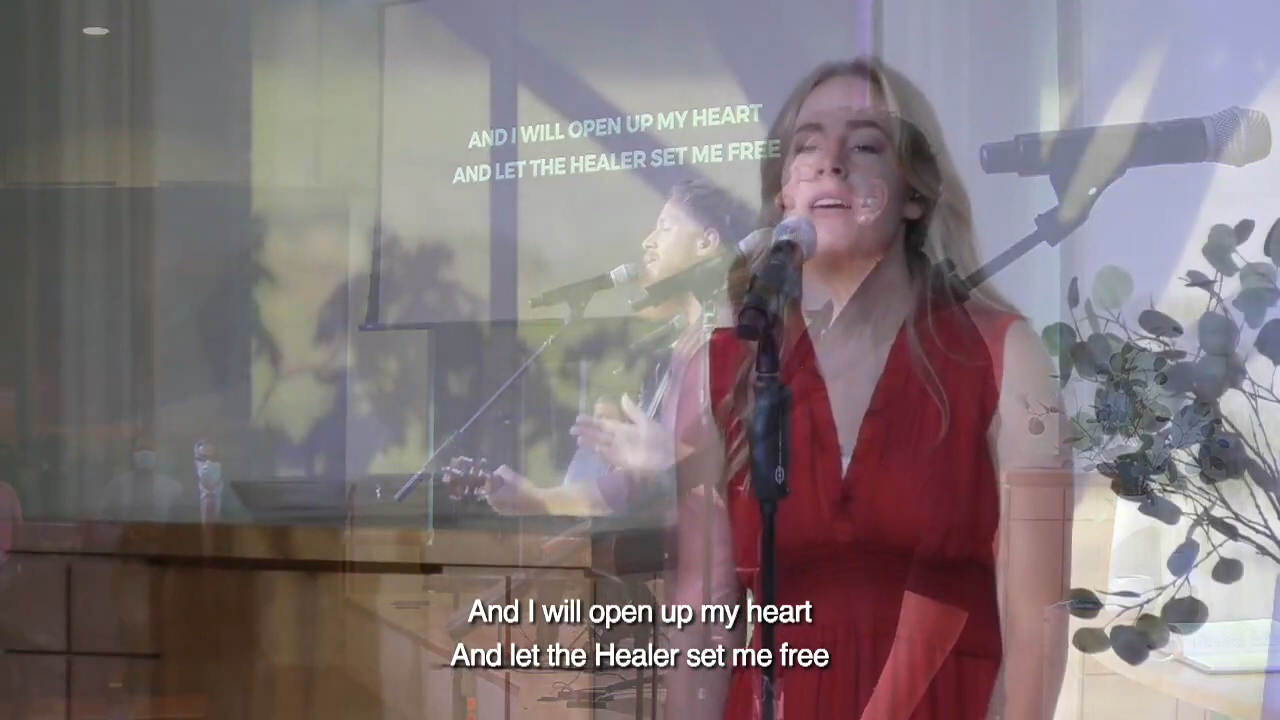 AND I WILL OPEN UP MY HEART
AND LET THE HEALER SET ME FREE
And I will open up my heart
And let the Healer set me free